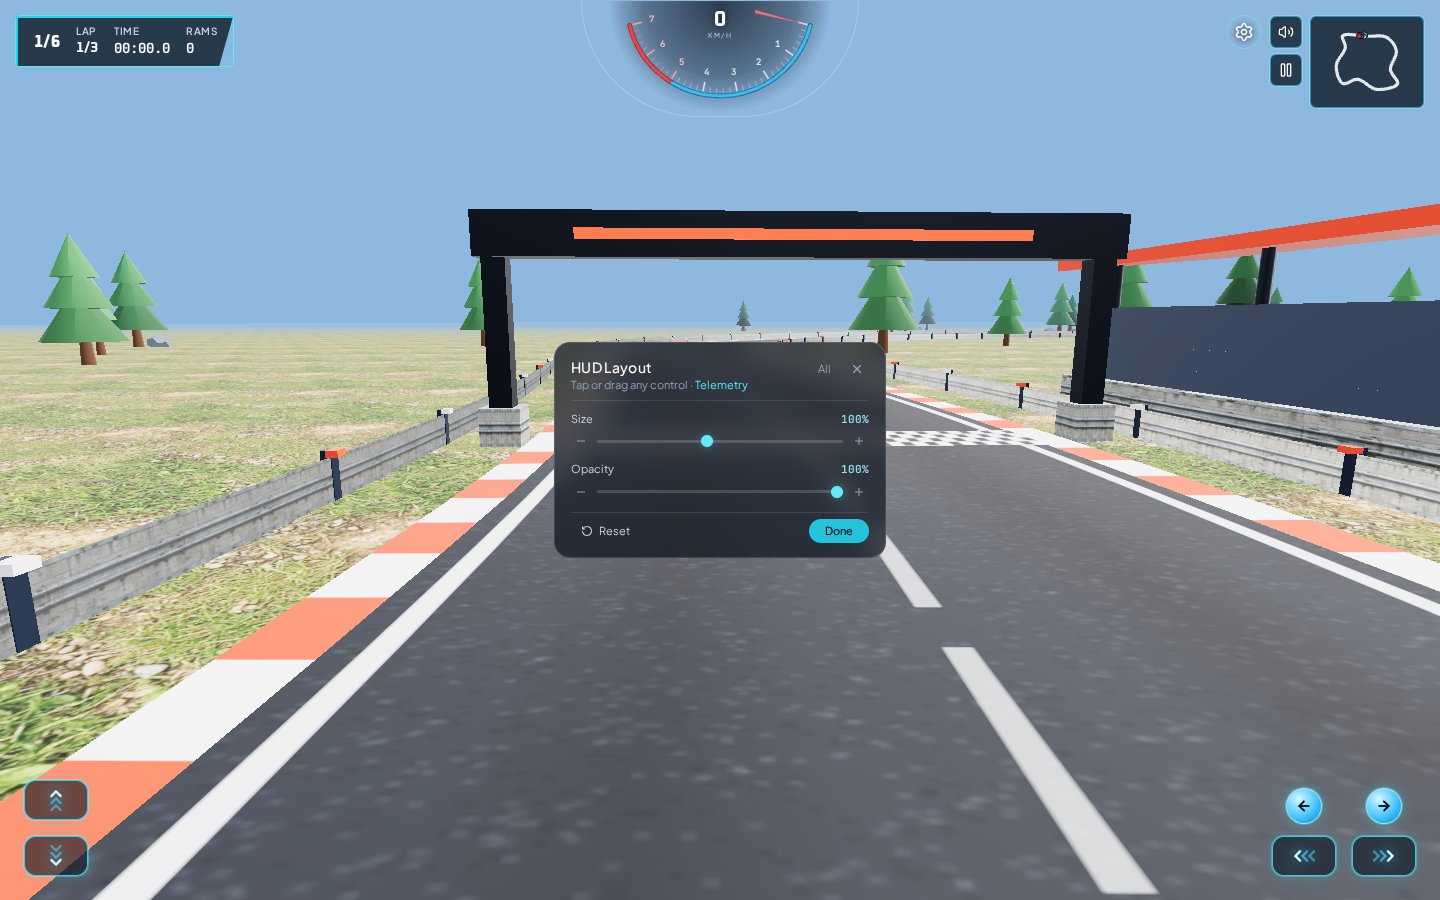 1/6
LAP
1/3
TIME
00:00.0
RAMS
0
0
KM/H
7
6
5
4
3
2
1
HUD Layout
All
Tap or drag any control · Telemetry
Size
100%
Opacity
100%
Reset
Done